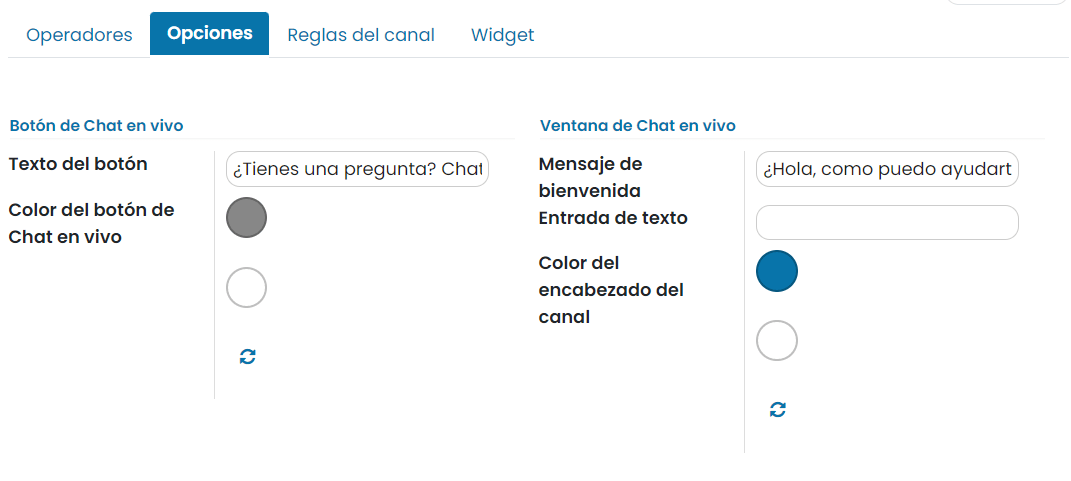 Operadores Opciones Reglas del canal Widget
Botón de Chat en vivo
Texto del botón ¿Tienes una pregunta? Chat
Color del botón de
Chat en vivo
Ventana de Chat en vivo
Mensaje de ¿Hola, como puedo ayudart
bienvenida
Entrada de texto
Color del
encabezado del
canal